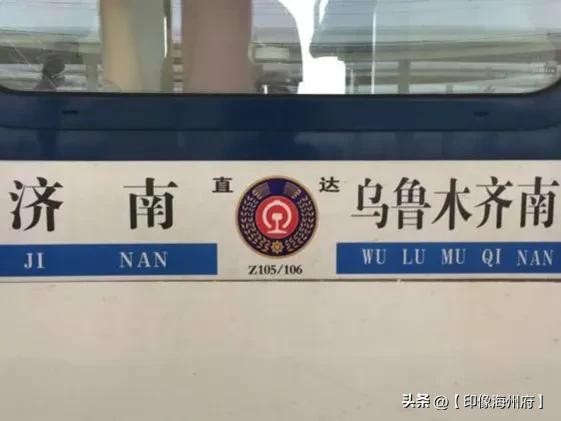 济南 直达 乌鲁木齐南
JI NAN WU LU MU QI NAN
Z105/106
头条 @【印像海州府】